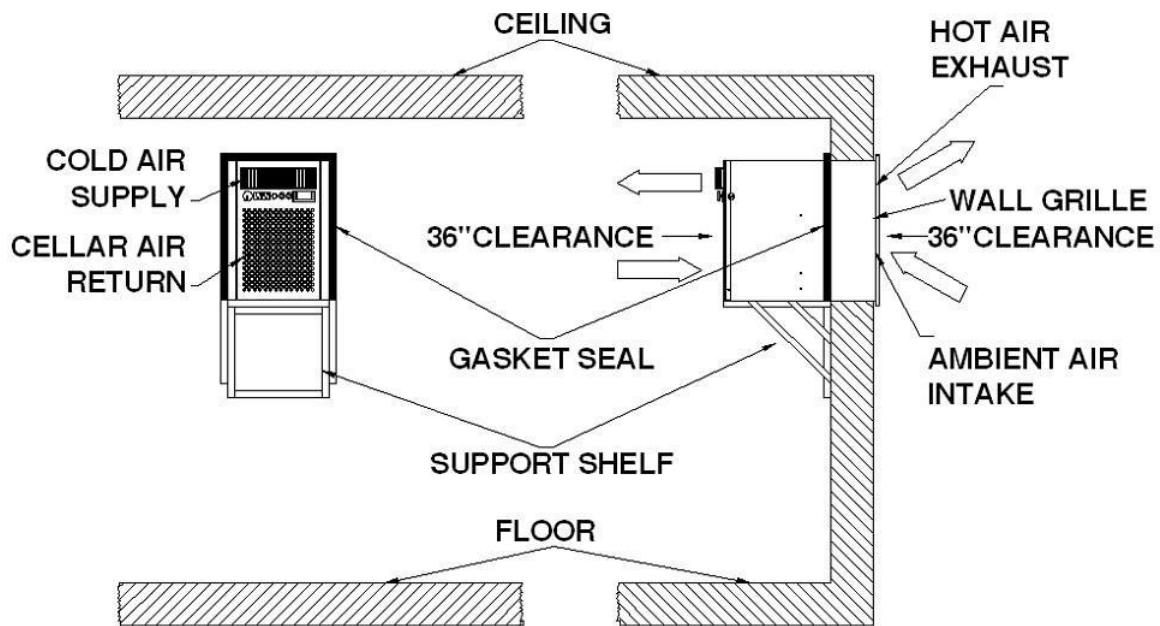 CEILING
HOT AIR
EXHAUST
COLD AIR
SUPPLY
WALL GRILLE
36"CLEARANCE
36"CLEARANCE
CELLAR AIR
RETURN
GASKET SEAL
AMBIENT AIR
INTAKE
SUPPORT SHELF
FLOOR